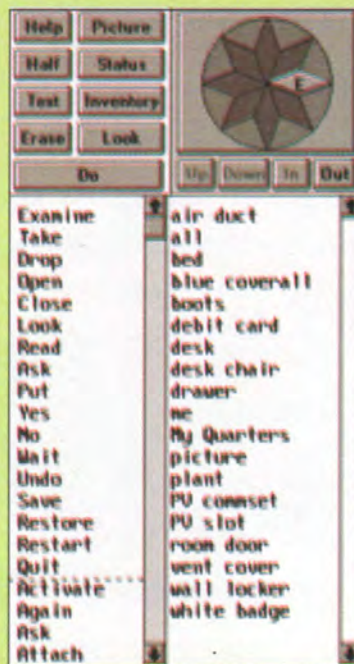 Help Picture
Half Status
Text Inventory
Erase Look
Do
E
Up Down In Out
Examine
Take
Drop
Open
Close
Look
Read
Ask
Put
Yes
No
Wait
Undo
Save
Restore
Restart
Quit
Activate
Again
Ask
Attach
air duct
all
bed
blue coverall
boots
debit card
desk
desk chair
drawer
me
My Quarters
picture
plant
PV commset
PV slot
room door
vent cover
wall locker
white badge